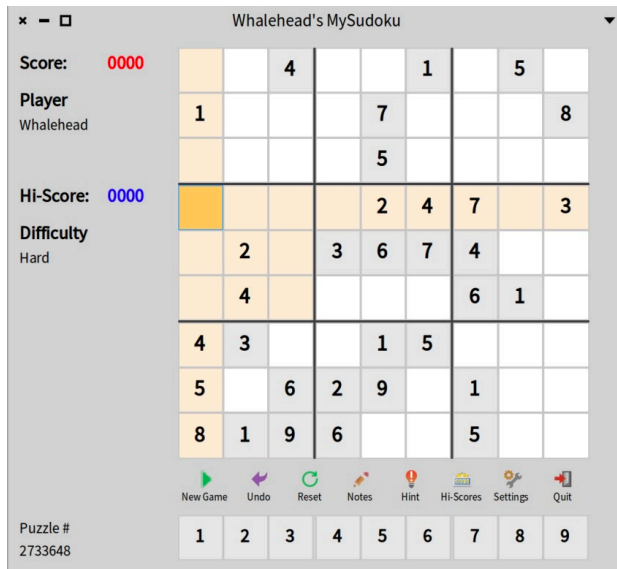 Whalehead's MySudoku
Score: 0000
Player
Whalehead
Hi-Score: 0000
Difficulty
Hard
4 1 5
1 7 8
5
2 4 7 3
2 3 6 7 4
4 6 1
4 3 1 5
5 6 2 9 1
8 1 9 6 5
New Game Undo Reset Notes Hint Hi-Scores Settings Quit
Puzzle #
2733648
1 2 3 4 5 6 7 8 9